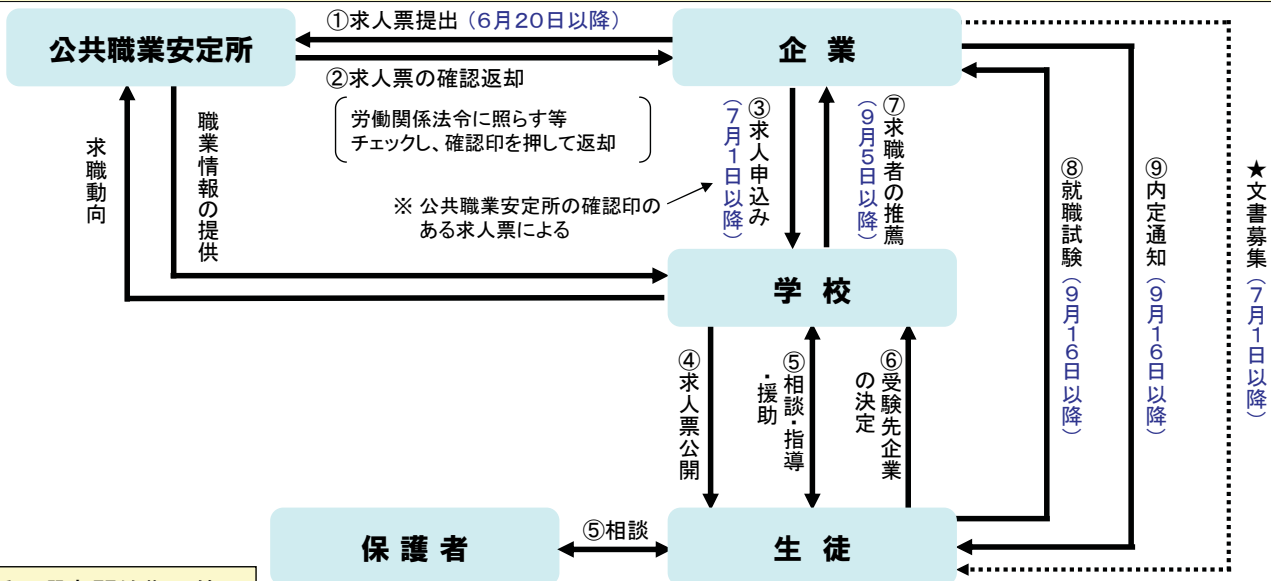 ①求人票提出（６月２０日以降）
公共職業安定所
企 業
②求人票の確認返却
労働関係法令に照らす等
チェックし、確認印を押して返却
求職動向
職業情報の提供
③求人申込み
（７月１日以降）
⑦求職者の推薦
（９月５日以降）
※ 公共職業安定所の確認印の
ある求人票による
⑧就職試験（９月１６日以降）
⑨内定通知（９月１６日以降）
★文書募集（７月１日以降）
学 校
④求人票公開
⑤相談・指導
・援助
⑥受験先企業
の決定
保 護 者
⑤相談
生 徒